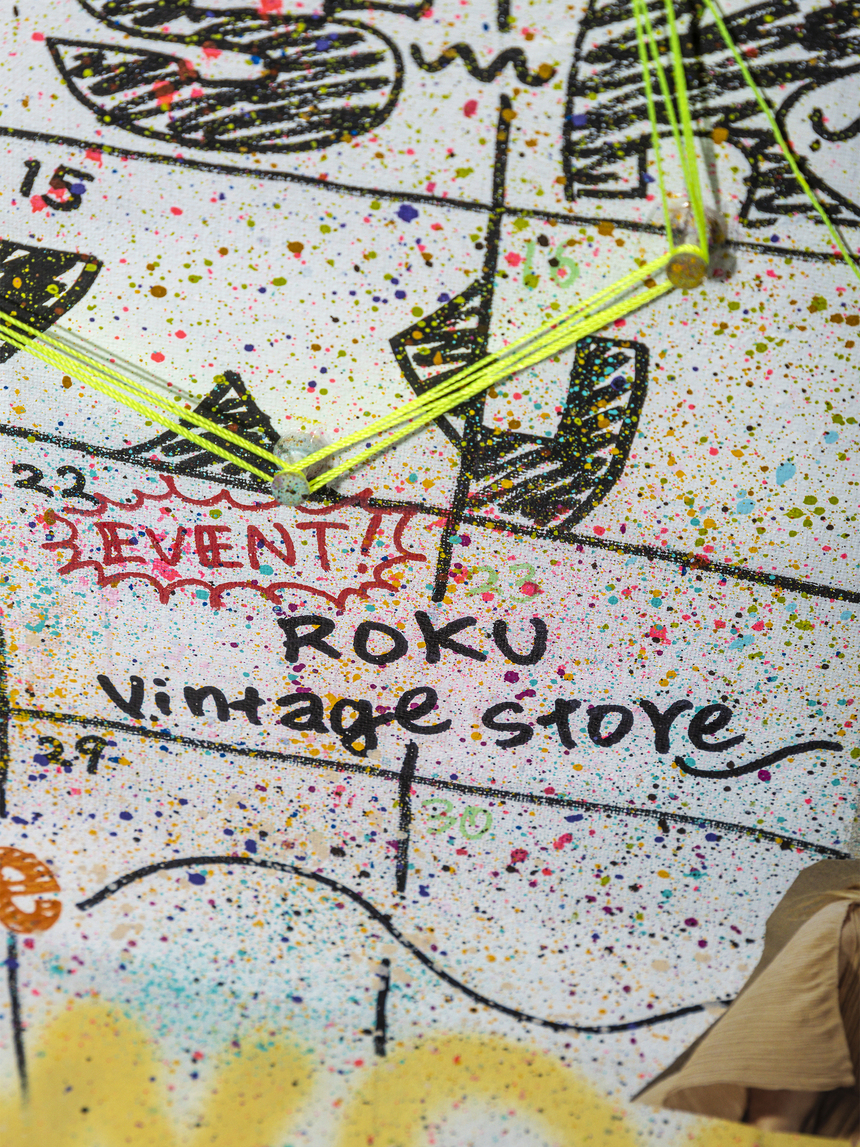 15
16
22
EVENT!
23
ROKU
Vintage store
29
30